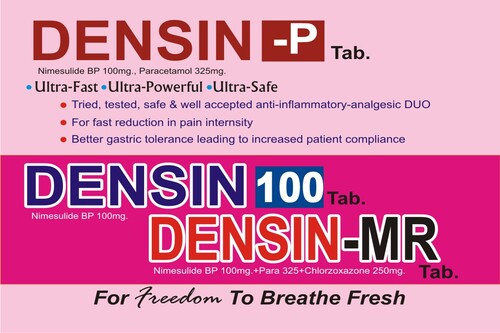 DENSIN -P Tab.
Nimesulide BP 100mg., Paracetamol 325mg.
• Ultra-Fast • Ultra-Powerful • Ultra-Safe
• Tried, tested, safe & well accepted anti-inflammatory-analgesic DUO
• For fast reduction in pain internsity
• Better gastric tolerance leading to increased patient compliance
DENSIN 100 Tab.
Nimesulide BP 100mg.
DENSIN-MR Tab.
Nimesulide BP 100mg.+Para 325+Chlorzoxazone 250mg.
For Freedom To Breathe Fresh